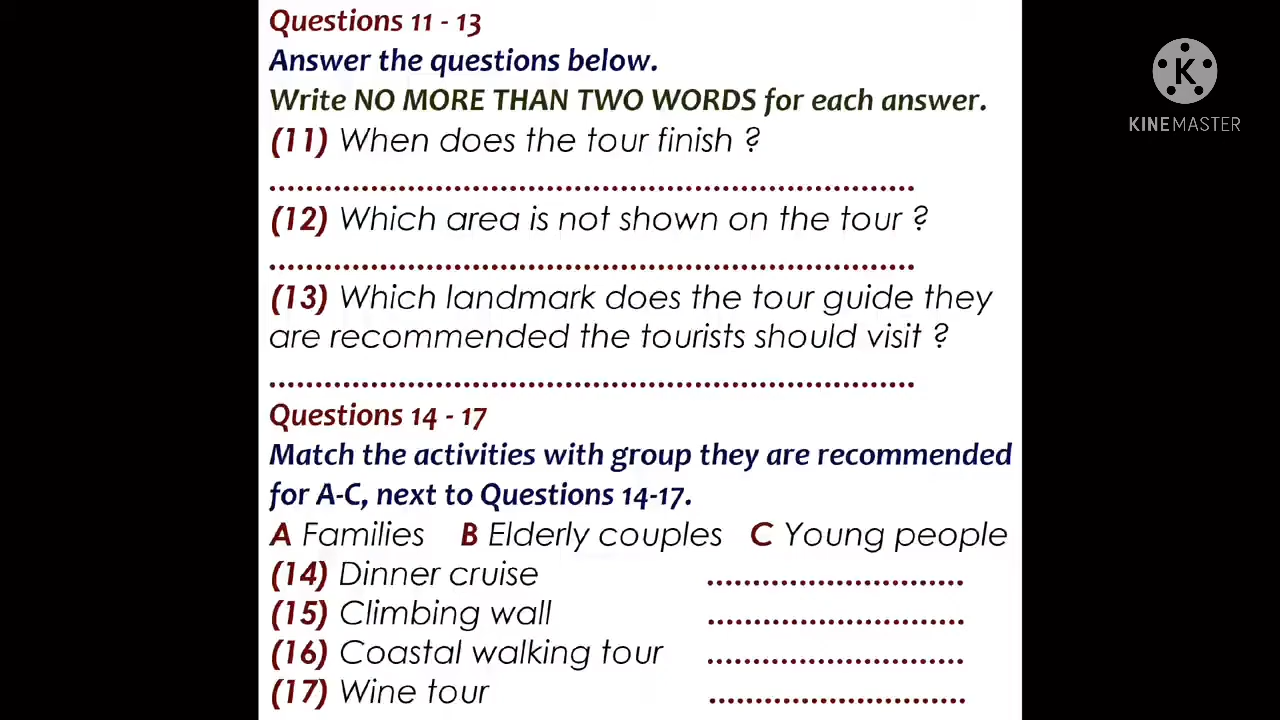 Questions 11 - 13
Answer the questions below.
Write NO MORE THAN TWO WORDS for each answer.
(11) When does the tour finish ?
................................................................
(12) Which area is not shown on the tour ?
................................................................
(13) Which landmark does the tour guide they
are recommended the tourists should visit ?
................................................................
Questions 14 - 17
Match the activities with group they are recommended
for A-C, next to Questions 14-17.
A Families B Elderly couples C Young people
(14) Dinner cruise ............................
(15) Climbing wall ............................
(16) Coastal walking tour ............................
(17) Wine tour ............................
K
KINEMASTER